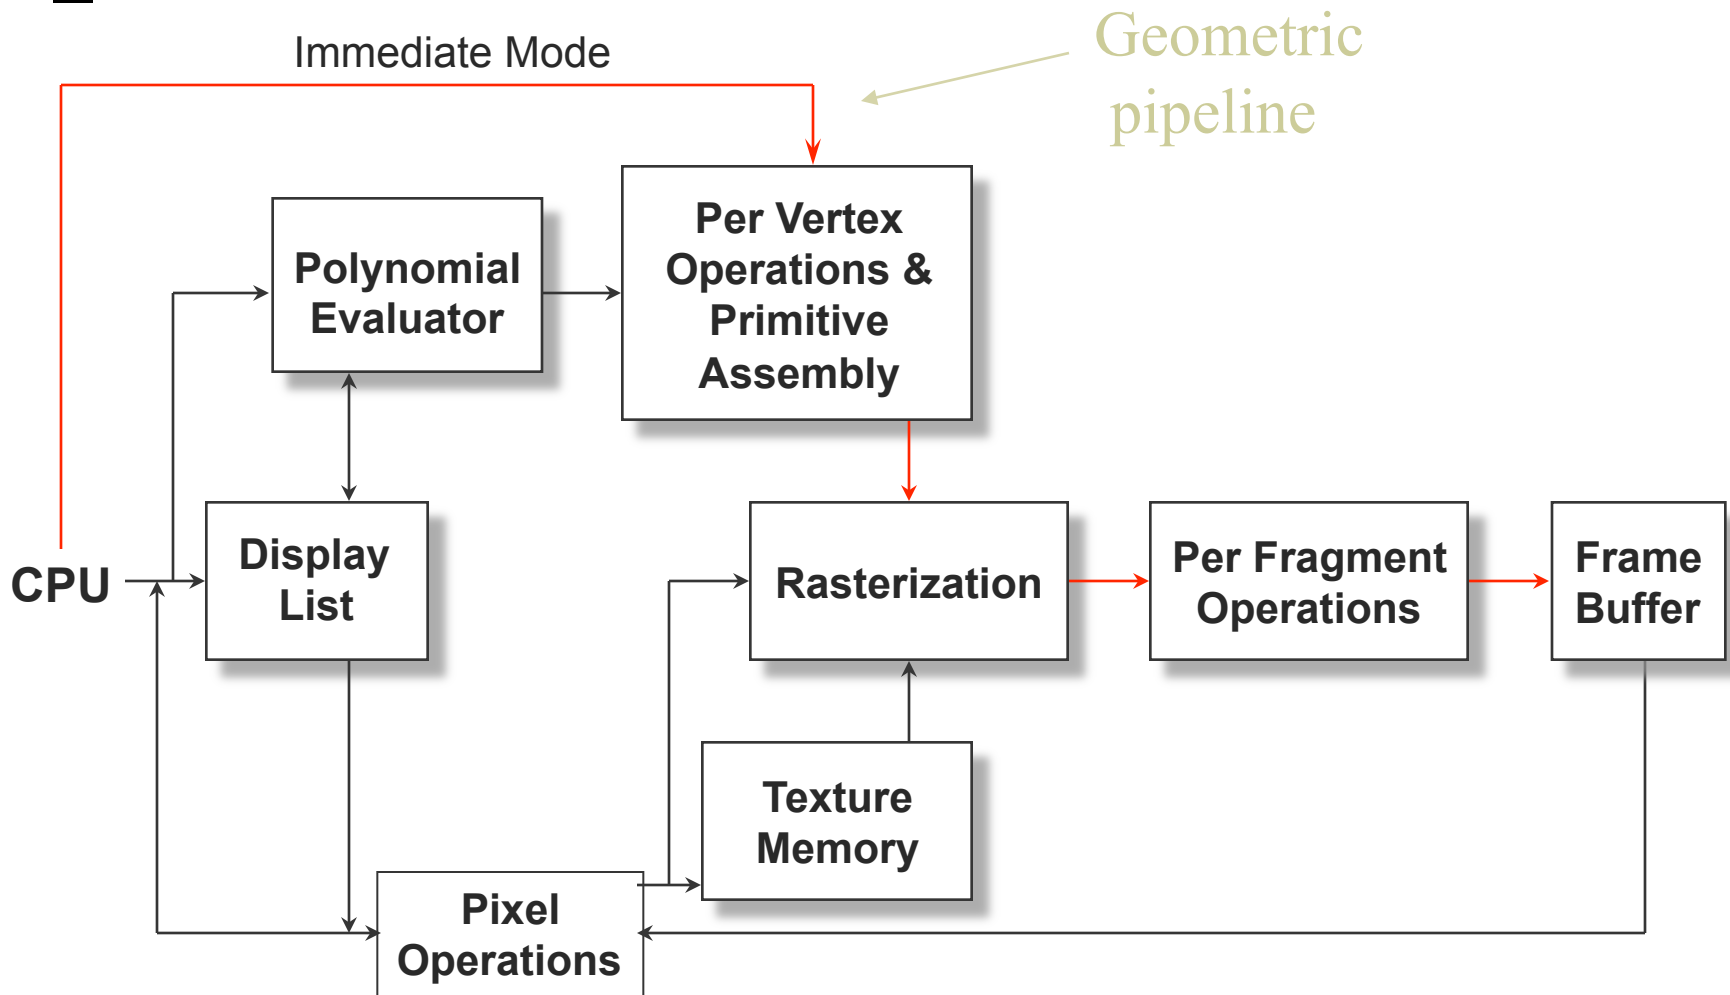 Immediate Mode
Geometric
pipeline
Polynomial
Evaluator
Per Vertex
Operations &
Primitive
Assembly
CPU
Display
List
Rasterization
Per Fragment
Operations
Frame
Buffer
Texture
Memory
Pixel
Operations